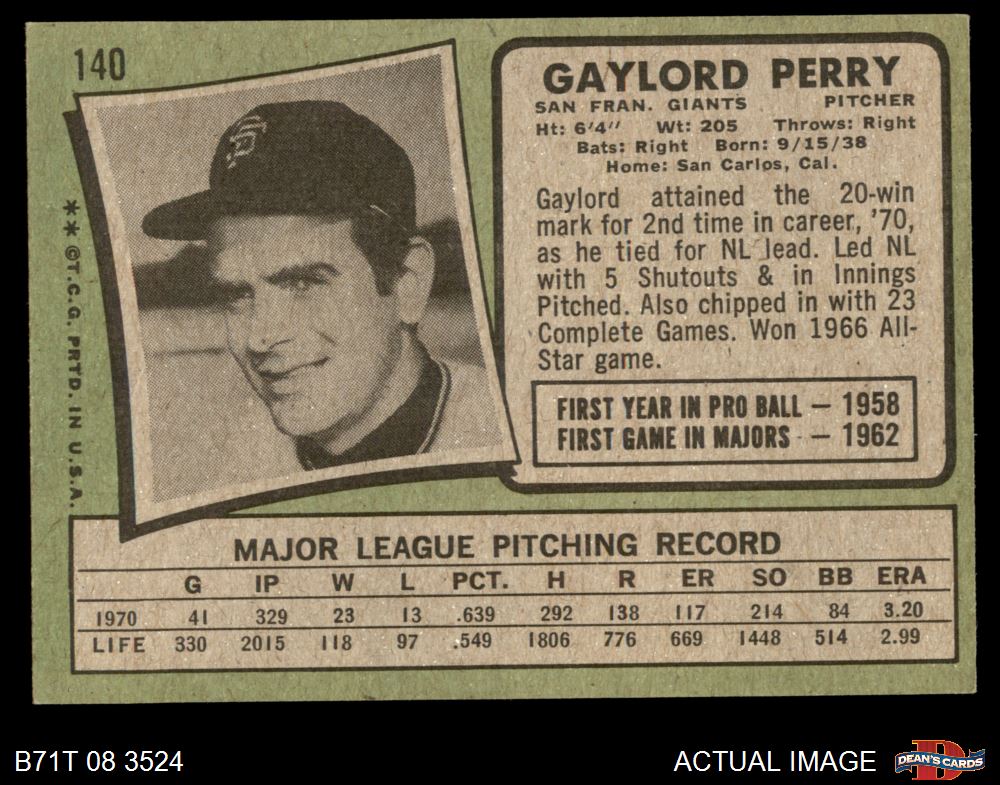 140
** ©T.C.G. PRTD. IN U.S.A.
SF
GAYLORD PERRY
SAN FRAN. GIANTS PITCHER
Ht: 6'4" Wt: 205 Throws: Right
Bats: Right Born: 9/15/38
Home: San Carlos, Cal.
Gaylord attained the 20-win
mark for 2nd time in career, '70,
as he tied for NL lead. Led NL
with 5 Shutouts & in Innings
Pitched. Also chipped in with 23
Complete Games. Won 1966 All-
Star game.
FIRST YEAR IN PRO BALL — 1958
FIRST GAME IN MAJORS — 1962
MAJOR LEAGUE PITCHING RECORD
G IP W L PCT. H R ER SO BB ERA
1970 41 329 23 13 .639 292 138 117 214 84 3.20
LIFE 330 2015 118 97 .549 1806 776 669 1448 514 2.99
B71T 08 3524
ACTUAL IMAGE
D
DEAN'S CARDS